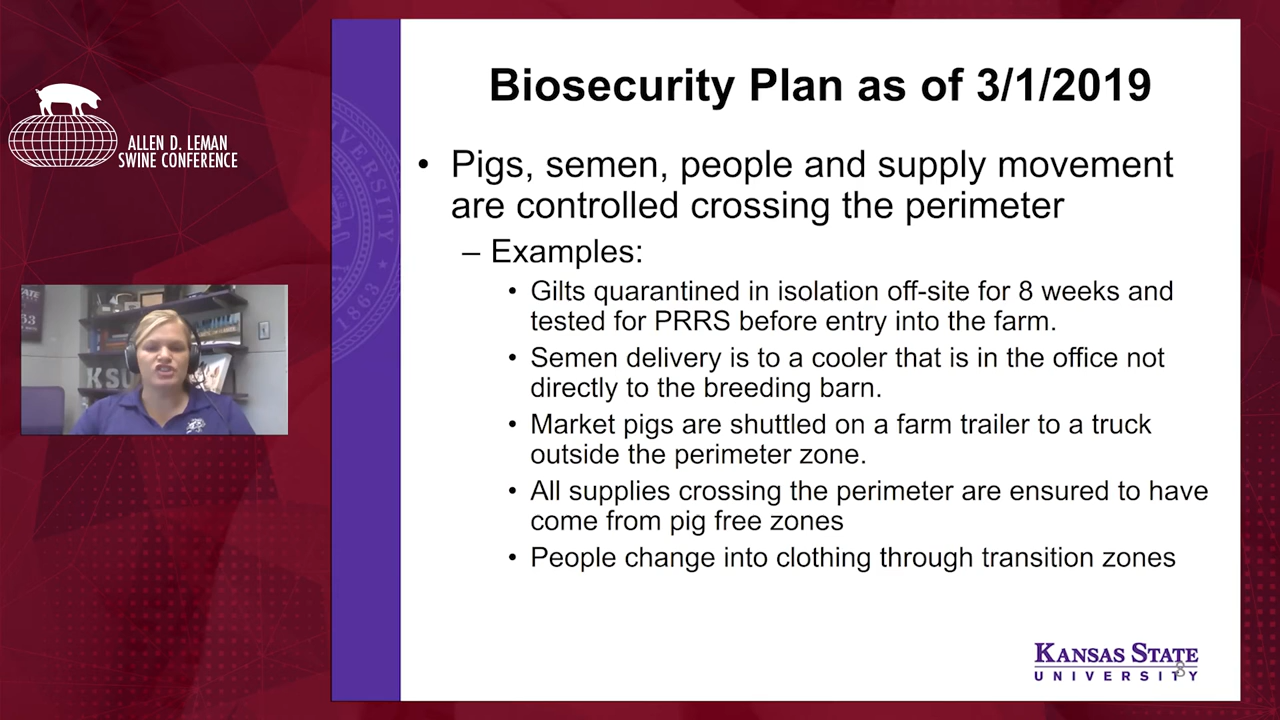 ALLEN D. LEMAN
SWINE CONFERENCE
Biosecurity Plan as of 3/1/2019
• Pigs, semen, people and supply movement
are controlled crossing the perimeter
– Examples:
• Gilts quarantined in isolation off-site for 8 weeks and
tested for PRRS before entry into the farm.
• Semen delivery is to a cooler that is in the office not
directly to the breeding barn.
• Market pigs are shuttled on a farm trailer to a truck
outside the perimeter zone.
• All supplies crossing the perimeter are ensured to have
come from pig free zones
• People change into clothing through transition zones
KSU
1863
KANSAS STATE
UNIVERSITY
8